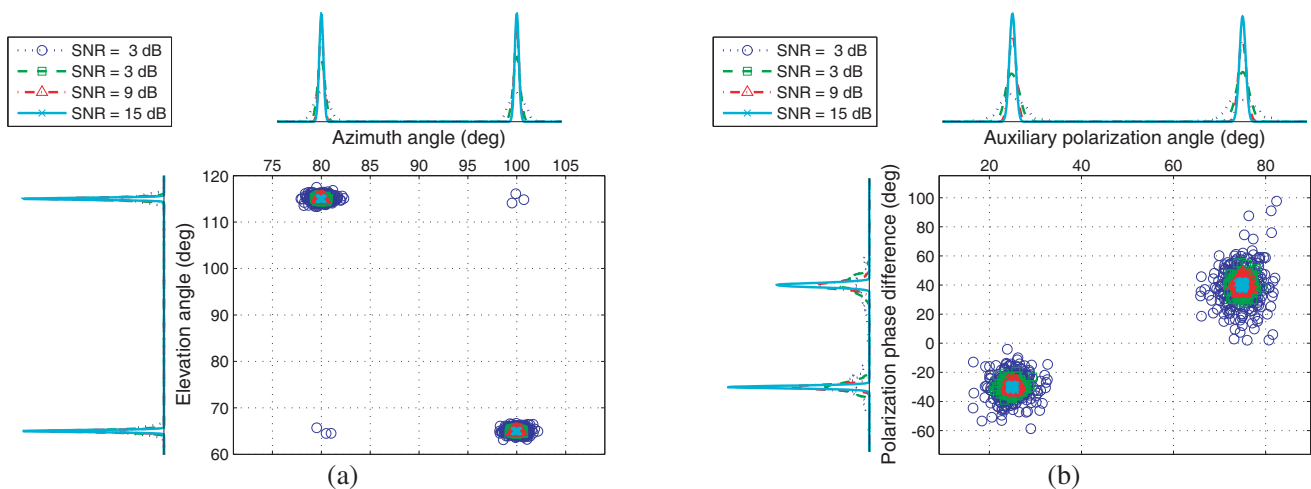 SNR =  3 dB
SNR = 3 dB
SNR = 9 dB
SNR = 15 dB
Azimuth angle (deg)
75 80 85 90 95 100 105
120
110
100
90
80
70
60
Elevation angle (deg)
(a)
SNR =  3 dB
SNR = 3 dB
SNR = 9 dB
SNR = 15 dB
Auxiliary polarization angle (deg)
20 40 60 80
100
80
60
40
20
0
-20
-40
-60
Polarization phase difference (deg)
(b)